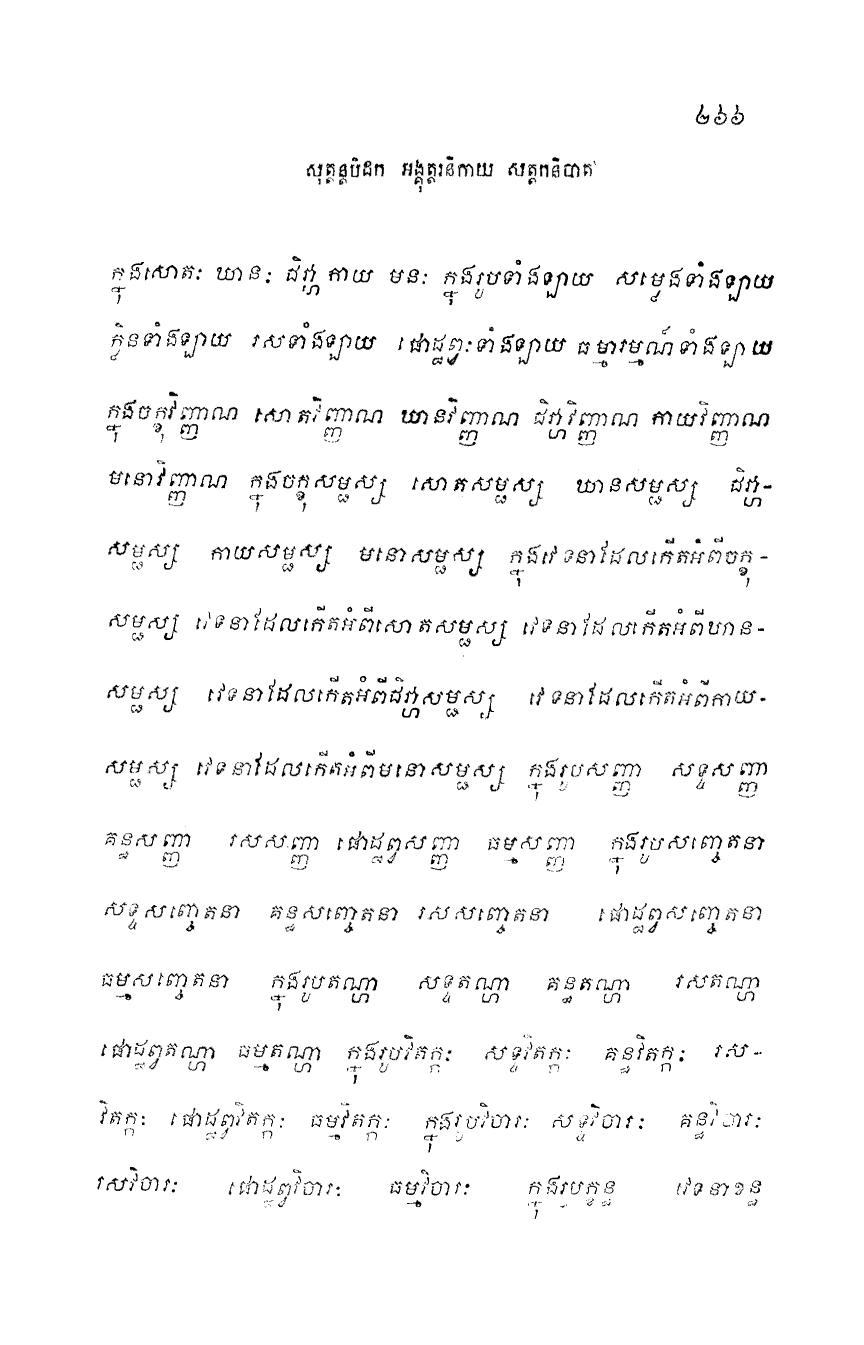 ២៦៦
សុត្តន្តបិដក អង្គុត្តរនិកាយ សត្តកនិបាត
ក្នុងសោតៈ ឃានៈ ជិវ្ហា កាយ មនៈ ក្នុងរូបទាំងឡាយ សម្លេងទាំងឡាយ
ក្លិនទាំងឡាយ រសទាំងឡាយ ផោដ្ឋព្វៈទាំងឡាយ ធម្មារម្មណ៍ទាំងឡាយ
ក្នុងចក្ខុវិញ្ញាណ សោតវិញ្ញាណ ឃានវិញ្ញាណ ជិវ្ហាវិញ្ញាណ កាយវិញ្ញាណ
មនោវិញ្ញាណ ក្នុងចក្ខុសម្ផស្ស សោតសម្ផស្ស ឃានសម្ផស្ស ជិវ្ហា-
សម្ផស្ស កាយសម្ផស្ស មនោសម្ផស្ស ក្នុងវេទនាដែលកើតអំពីចក្ខុ-
សម្ផស្ស វេទនាដែលកើតអំពីសោតសម្ផស្ស វេទនាដែលកើតអំពីឃាន-
សម្ផស្ស វេទនាដែលកើតអំពីជិវ្ហាសម្ផស្ស វេទនាដែលកើតអំពីកាយ-
សម្ផស្ស វេទនាដែលកើតអំពីមនោសម្ផស្ស ក្នុងរូបសញ្ញា សទ្ទសញ្ញា
គន្ធសញ្ញា រសសញ្ញា ផោដ្ឋព្វសញ្ញា ធម្មសញ្ញា ក្នុងរូបសញ្ចេតនា
សទ្ទសញ្ចេតនា គន្ធសញ្ចេតនា រសសញ្ចេតនា ផោដ្ឋព្វសញ្ចេតនា
ធម្មសញ្ចេតនា ក្នុងរូបតណ្ហា សទ្ទតណ្ហា គន្ធតណ្ហា រសតណ្ហា
ផោដ្ឋព្វតណ្ហា ធម្មតណ្ហា ក្នុងរូបវិតក្កៈ សទ្ទវិតក្កៈ គន្ធវិតក្កៈ រស-
វិតក្កៈ ផោដ្ឋព្វវិតក្កៈ ធម្មវិតក្កៈ ក្នុងរូបវិចារៈ សទ្ទវិចារៈ គន្ធវិចារៈ
រសវិចារៈ ផោដ្ឋព្វវិចារៈ ធម្មវិចារៈ ក្នុងរូបក្ខន្ធ វេទនាខន្ធ